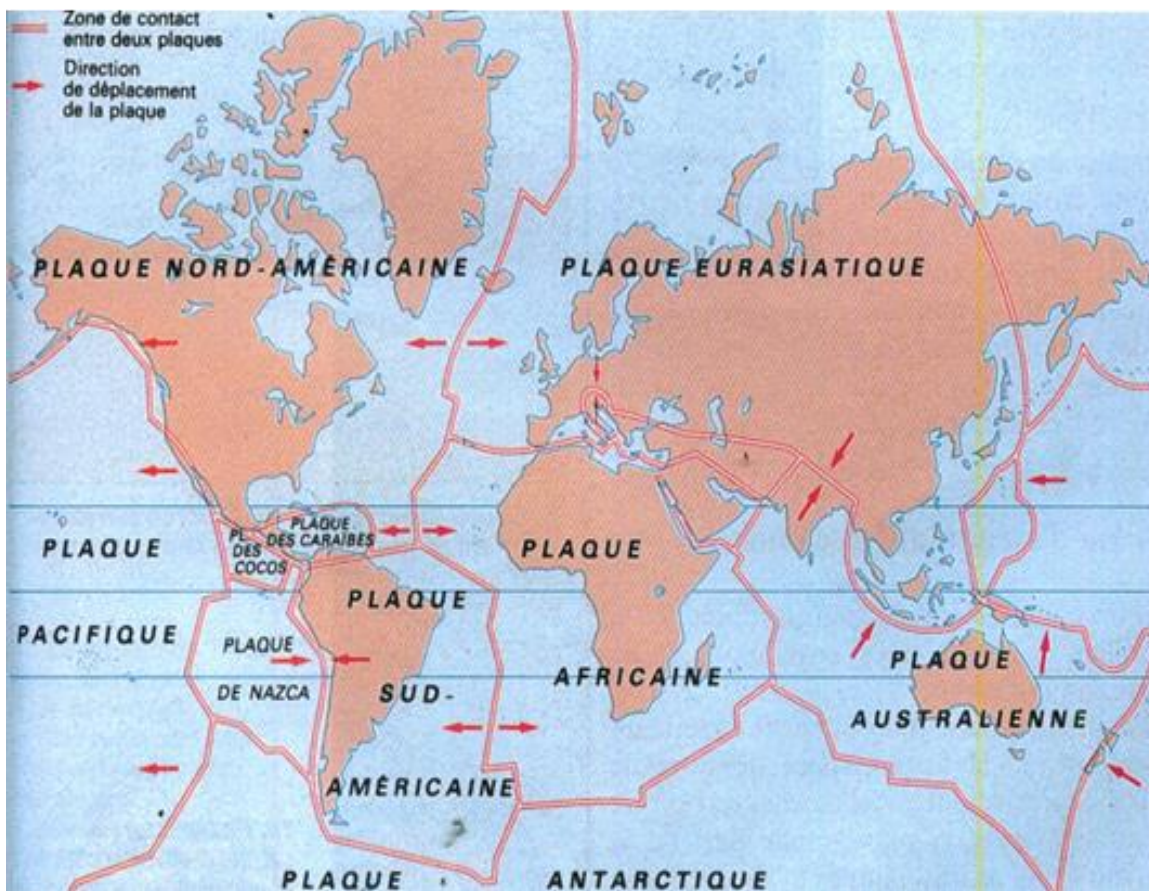 Zone de contact
entre deux plaques
Direction
de déplacement
de la plaque
PLAQUE NORD-AMÉRICAINE
PLAQUE EURASIATIQUE
PLAQUE
PL.
DES
COCOS
PLAQUE
DES CARAÏBES
PLAQUE
PLAQUE
PACIFIQUE
PLAQUE
DE NAZCA
SUD-
AFRICAINE
PLAQUE
AUSTRALIENNE
AMÉRICAINE
PLAQUE
ANTARCTIQUE